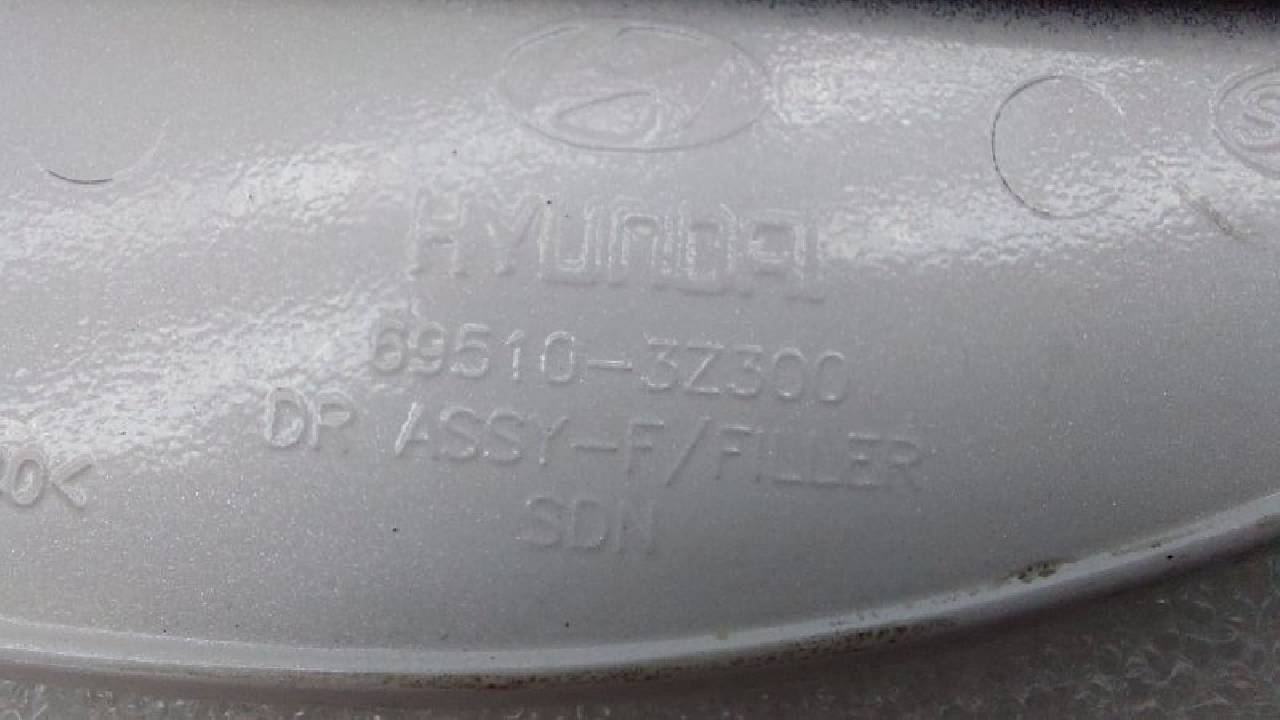 HYUNDAI
69510-3Z300
DR ASSY-F/FILLER
SDN